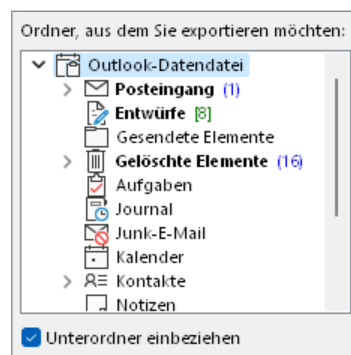 Ordner, aus dem Sie exportieren möchten:
Outlook-Datendatei
Posteingang (1)
Entwürfe [8]
Gesendete Elemente
Gelöschte Elemente (16)
Aufgaben
Journal
Junk-E-Mail
Kalender
Kontakte
Notizen
Unterordner einbeziehen